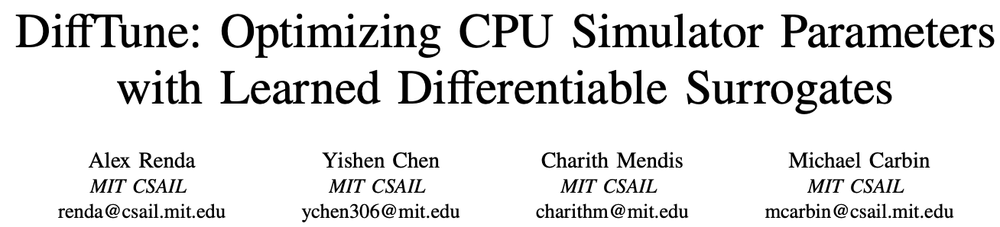 DiffTune: Optimizing CPU Simulator Parameters
with Learned Differentiable Surrogates
Alex Renda
MIT CSAIL
renda@csail.mit.edu
Yishen Chen
MIT CSAIL
ychen306@mit.edu
Charith Mendis
MIT CSAIL
charithm@mit.edu
Michael Carbin
MIT CSAIL
mcarbin@csail.mit.edu